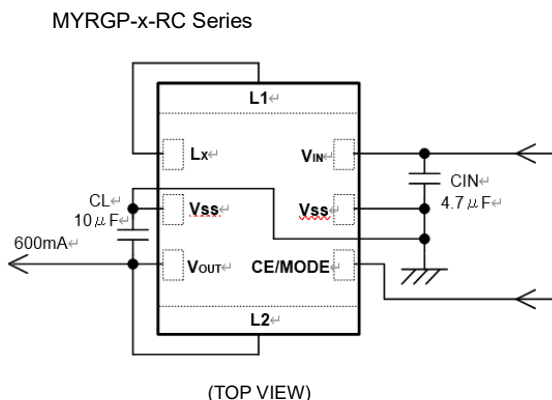 MYRGP-x-RC Series
L1↵
Lx↵
VIN↵
CL↵
10μF↵
Vss↵
Vss↵
CIN↵
4.7μF↵
600mA↵
VOUT↵
CE/MODE↵
L2↵
(TOP VIEW)